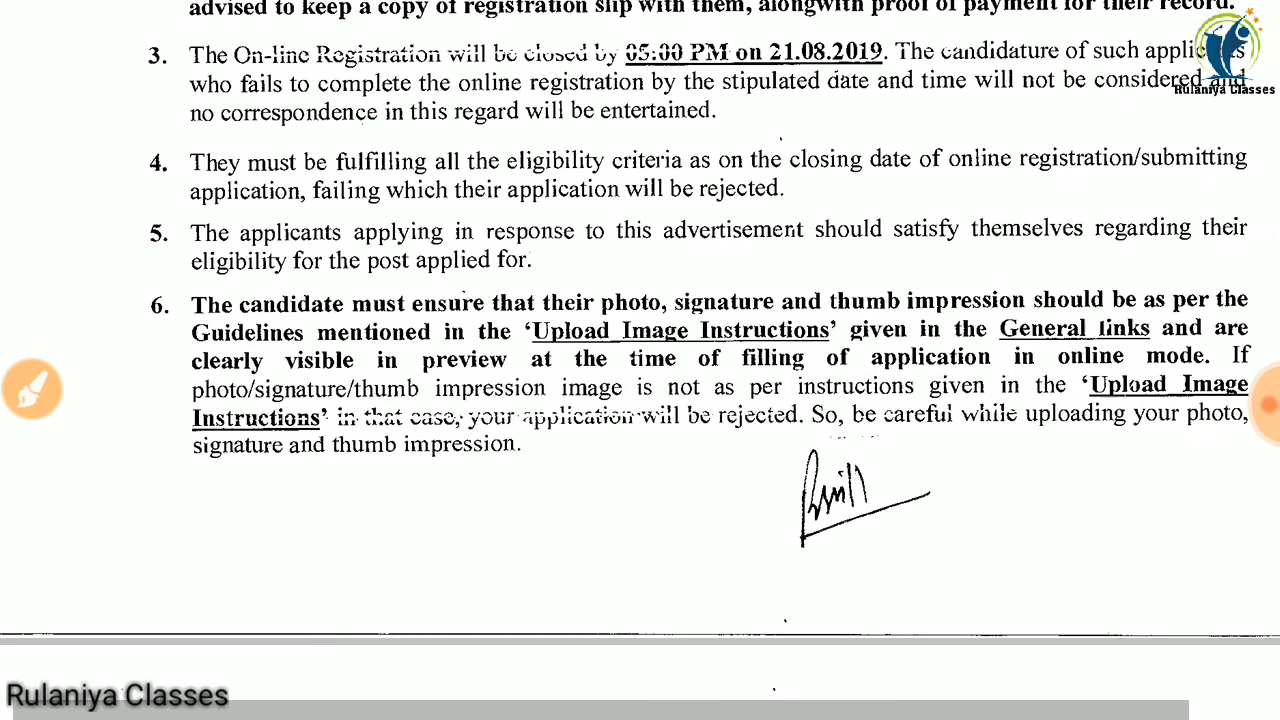 advised to keep a copy of registration slip with them, alongwith proof of payment for their record.
3. The On-line Registration will be closed by 05:00 PM on 21.08.2019. The candidature of such
who fails to complete the online registration by the stipulated date and time will not be considered and
no correspondence in this regard will be entertained.
4. They must be fulfilling all the eligibility criteria as on the closing date of online registration/submitting
application, failing which their application will be rejected.
5. The applicants applying in response to this advertisement should satisfy themselves regarding their
eligibility for the post applied for.
6. The candidate must ensure that their photo, signature and thumb impression should be as per the
Guidelines mentioned in the ‘Upload Image Instructions’ given in the General links and are
clearly visible in preview at the time of filling of application in online mode. If
photo/signature/thumb impression image is not as per instructions given in the ‘Upload Image
Instructions’ in that case, your application will be rejected. So, be careful while uploading your photo,
signature and thumb impression.
Rulaniya Classes
Rulaniya Classes